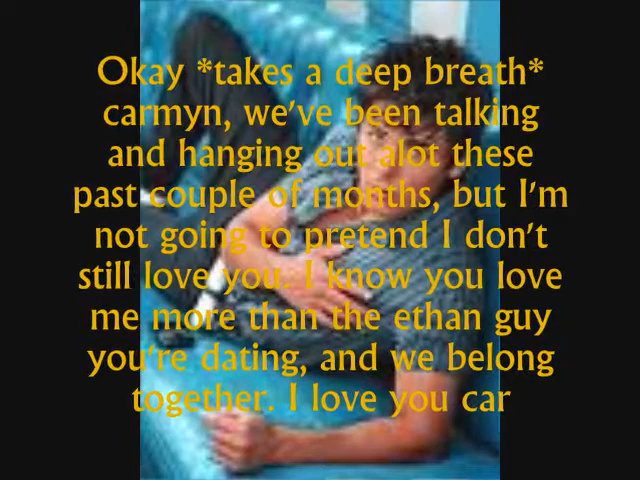 Okay *takes a deep breath*
carmyn, we've been talking
and hanging out alot these
past couple of months, but I'm
not going to pretend I don't
still love you. I know you love
me more than the ethan guy
you're dating, and we belong
together. I love you car